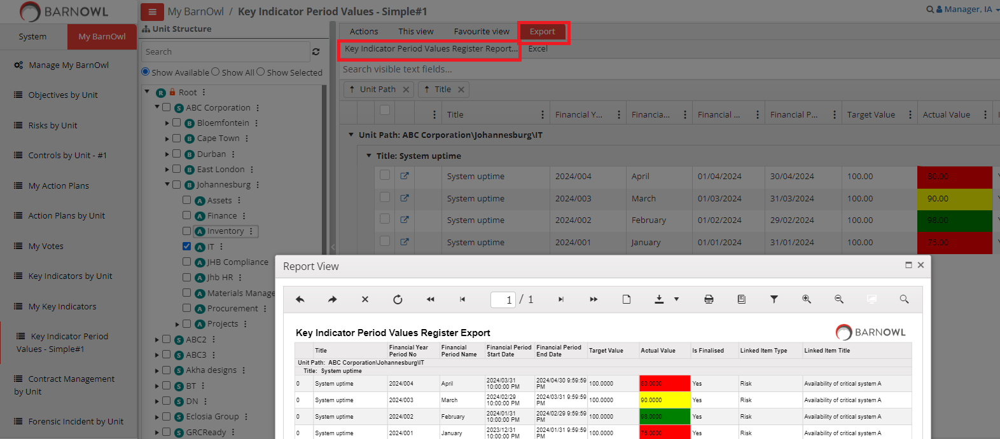 BARNOWL
My BarnOwl / Key Indicator Period Values - Simple#1
Manager, IA
System
My BarnOwl
Manage My BarnOwl
Objectives by Unit
Risks by Unit
Controls by Unit - #1
My Action Plans
Action Plans by Unit
My Votes
Key Indicators by Unit
My Key Indicators
Key Indicator Period
Values - Simple#1
Contract Management
by Unit
Forensic Incident by Unit
Unit Structure
Search
Show Available Show All Show Selected
R Root
S ABC Corporation
B Bloemfontein
B Cape Town
B Durban
B East London
B Johannesburg
A Assets
A Finance
A Inventory
A IT
A JHB Compliance
A Jhb HR
A Materials Manage
A Procurement
A Projects
S ABC2
S ABC3
S Akha designs
S BT
S DN
S Eclosia Group
S GRCReady
Actions This view Favourite view Export
Key Indicator Period Values Register Report... Excel
Search visible text fields...
Unit Path Title
Title Financial Y... Financia... Financial ... Financial P... Target Value Actual Value
Unit Path: ABC Corporation\Johannesburg\IT
Title: System uptime
System uptime 2024/004 April 01/04/2024 30/04/2024 100.00 80.00
System uptime 2024/003 March 01/03/2024 31/03/2024 100.00 90.00
System uptime 2024/002 February 01/02/2024 29/02/2024 100.00 98.00
System uptime 2024/001 January 01/01/2024 31/01/2024 100.00 75.00
Report View
1 / 1
Key Indicator Period Values Register Export
BARNOWL
Title Financial Year Financial Financial Period Financial Period Target Value Actual Value Is Finalised Linked Item Type Linked Item Title
Period No Period Name Start Date End Date
Unit Path: ABC Corporation\Johannesburg\IT
Title: System uptime
0 System uptime 2024/004 April 2024/03/31 2024/04/30 9:59:59 100.0000 80.0000 Yes Risk Availability of critical system A
10:00:00 PM PM
0 System uptime 2024/003 March 2024/02/29 2024/03/31 9:59:59 100.0000 90.0000 Yes Risk Availability of critical system A
10:00:00 PM PM
0 System uptime 2024/002 February 2024/01/31 2024/02/29 9:59:59 100.0000 98.0000 Yes Risk Availability of critical system A
10:00:00 PM PM
0 System uptime 2024/001 January 2023/12/31 2024/01/31 9:59:59 100.0000 75.0000 Yes Risk Availability of critical system A
10:00:00 PM PM